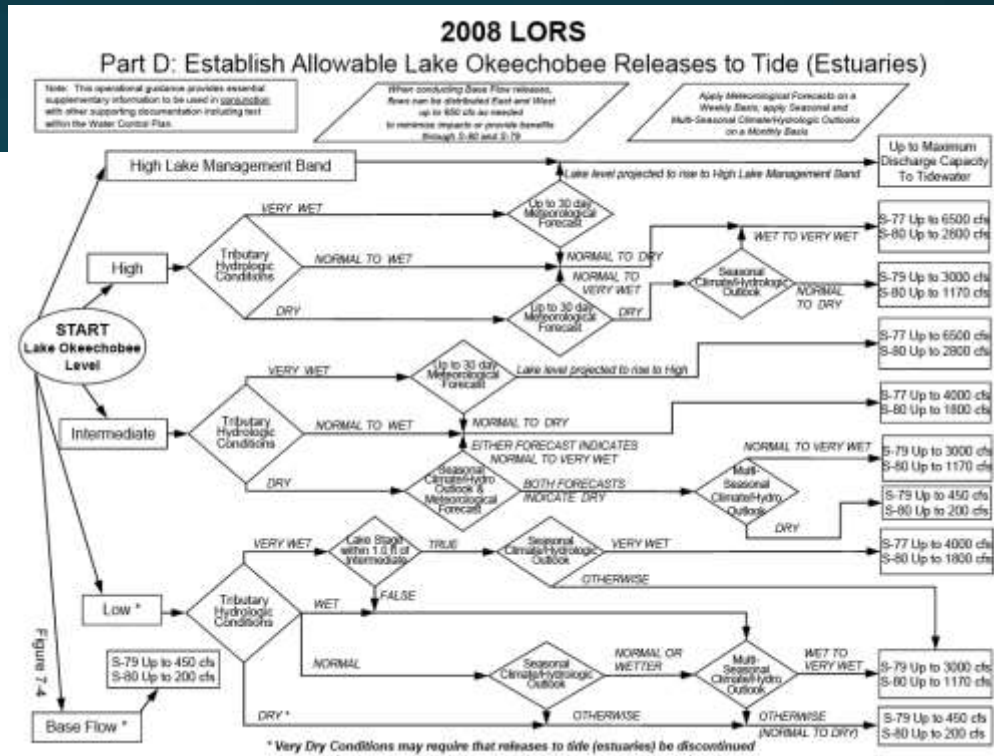 2008 LORS
Part D: Establish Allowable Lake Okeechobee Releases to Tide (Estuaries)
Note: This operational guidance provides essential
supplementary information to be used in conjunction
with other supporting documentation including text
within the Water Control Plan.
When conducting Base Flow releases,
flows can be distributed East and West
up to 650 cfs as needed
to minimize impacts or provide benefits
through S-80 and S-79
Apply Meteorological Forecasts on a
Weekly Basis; apply Seasonal and
Multi-Seasonal Climate/Hydrologic Outlooks
on a Monthly Basis
High Lake Management Band
Lake level projected to rise to High Lake Management Band
Up to Maximum
Discharge Capacity
To Tidewater
High
Tributary
Hydrologic
Conditions
VERY WET
NORMAL TO WET
DRY
Up to 30 day
Meteorological
Forecast
NORMAL TO DRY
NORMAL TO
VERY WET
Up to 30 day
Meteorological
Forecast
DRY
WET TO VERY WET
Seasonal
Climate/Hydrologic
Outlook
NORMAL
TO DRY
S-77 Up to 6500 cfs
S-80 Up to 2800 cfs
S-79 Up to 3000 cfs
S-80 Up to 1170 cfs
START
Lake Okeechobee
Level
Intermediate
Tributary
Hydrologic
Conditions
VERY WET
NORMAL TO WET
DRY
Up to 30 day
Meteorological
Forecast
Lake level projected to rise to High
NORMAL TO DRY
EITHER FORECAST INDICATES
NORMAL TO VERY WET
Seasonal
Climate/Hydro
Outlook &
Meteorological
Forecast
BOTH FORECASTS
INDICATE DRY
Multi-
Seasonal
Climate/Hydro
Outlook
NORMAL TO VERY WET
DRY
S-77 Up to 6500 cfs
S-80 Up to 2800 cfs
S-77 Up to 4000 cfs
S-80 Up to 1800 cfs
S-79 Up to 3000 cfs
S-80 Up to 1170 cfs
S-79 Up to 450 cfs
S-80 Up to 200 cfs
Low *
Tributary
Hydrologic
Conditions
VERY WET
WET
NORMAL
DRY *
Lake Stage
within 1.0 ft of
Intermediate
TRUE
FALSE
Seasonal
Climate/Hydrologic
Outlook
VERY WET
OTHERWISE
Seasonal
Climate/Hydrologic
Outlook
NORMAL OR
WETTER
OTHERWISE
Multi-
Seasonal
Climate/Hydro
Outlook
WET TO
VERY WET
OTHERWISE
(NORMAL TO DRY)
S-77 Up to 4000 cfs
S-80 Up to 1800 cfs
S-79 Up to 3000 cfs
S-80 Up to 1170 cfs
S-79 Up to 450 cfs
S-80 Up to 200 cfs
Base Flow *
S-79 Up to 450 cfs
S-80 Up to 200 cfs
Figure 7-4
* Very Dry Conditions may require that releases to tide (estuaries) be discontinued